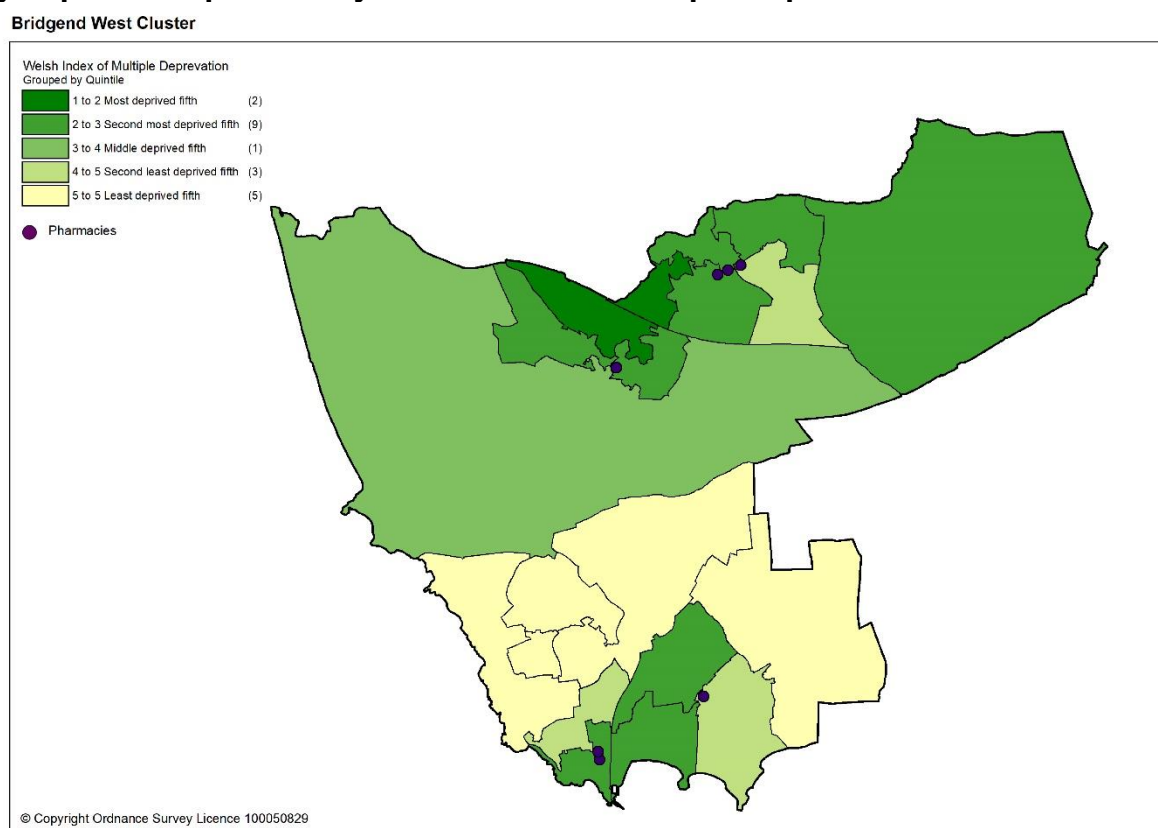 Bridgend West Cluster
Welsh Index of Multiple Deprevation
Grouped by Quintile
1 to 2 Most deprived fifth (2)
2 to 3 Second most deprived fifth (9)
3 to 4 Middle deprived fifth (1)
4 to 5 Second least deprived fifth (3)
5 to 5 Least deprived fifth (5)
Pharmacies
© Copyright Ordnance Survey Licence 100050829